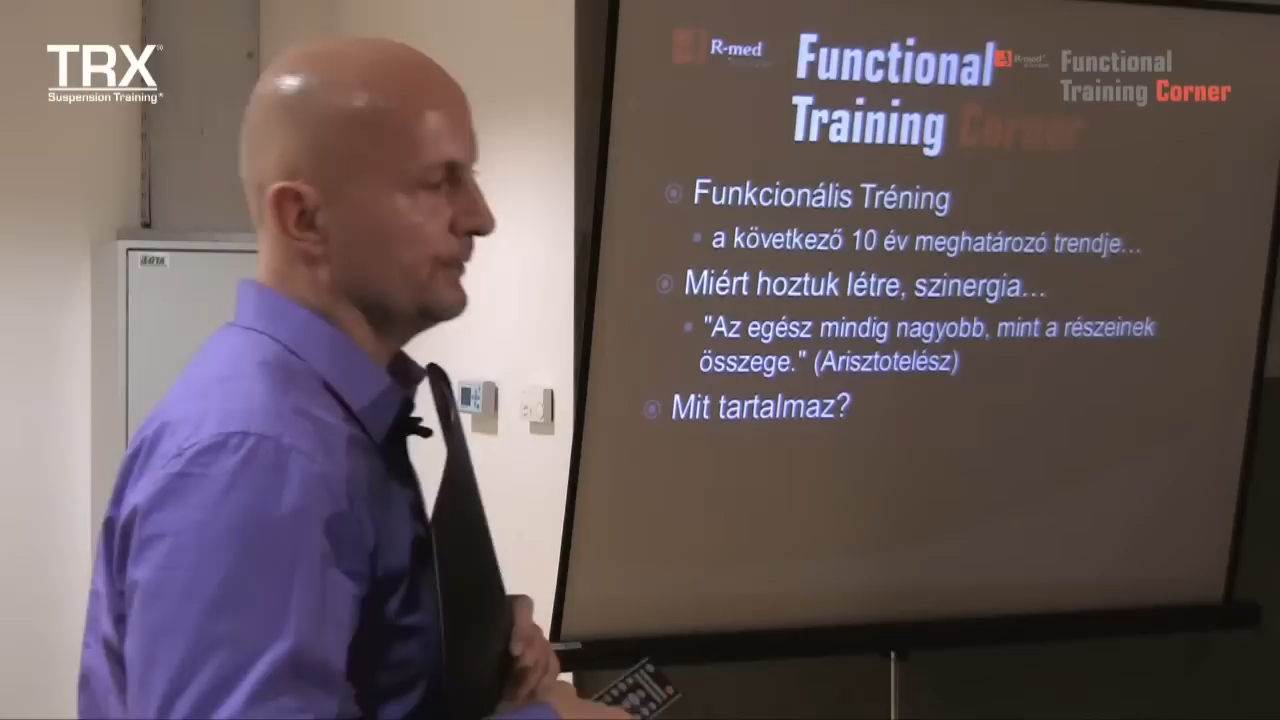 TRX
Suspension Training
R-med
Functional
Training Corner
R-med
Functional
Training Corner
Funkcionális Tréning
a következő 10 év meghatározó trendje...
Miért hoztuk létre, szinergia...
"Az egész mindig nagyobb, mint a részeinek
összege." (Arisztotelész)
Mit tartalmaz?